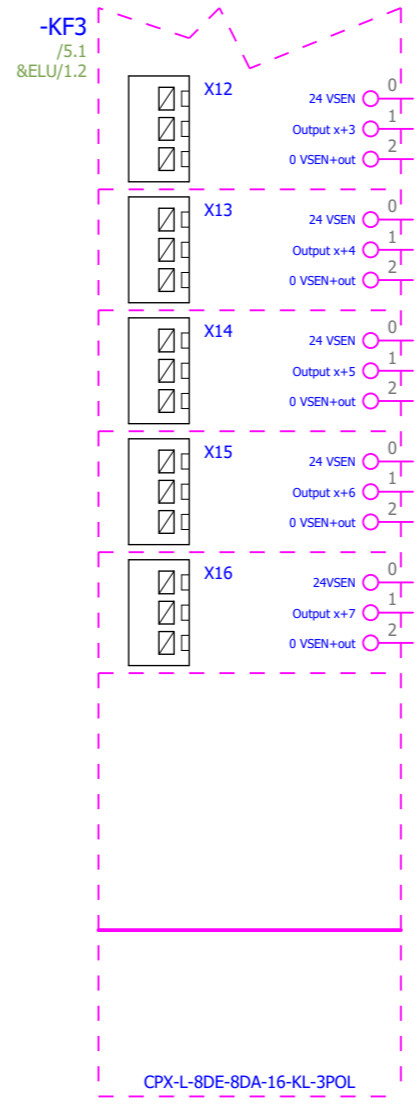 -KF3
/5.1
&ELU/1.2
X12
24 VSEN 0
Output x+3 1
0 VSEN+out 2
X13
24 VSEN 0
Output x+4 1
0 VSEN+out 2
X14
24 VSEN 0
Output x+5 1
0 VSEN+out 2
X15
24 VSEN 0
Output x+6 1
0 VSEN+out 2
X16
24VSEN 0
Output x+7 1
0 VSEN+out 2
CPX-L-8DE-8DA-16-KL-3POL